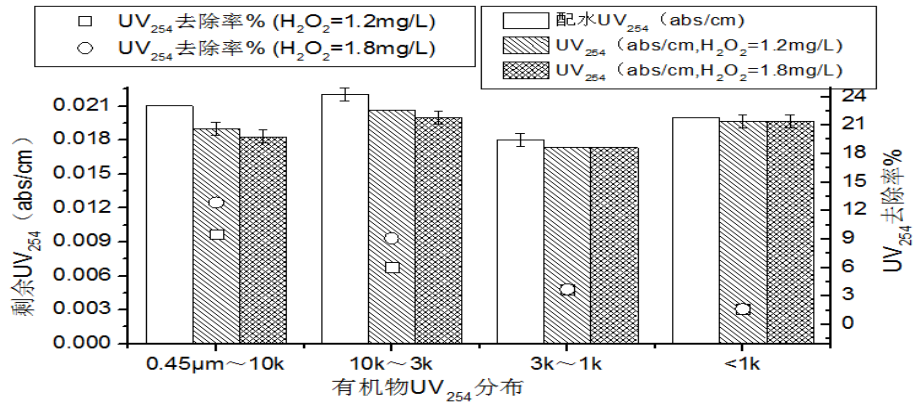 UV254去除率% (H2O2=1.2mg/L)
UV254去除率% (H2O2=1.8mg/L)
配水UV254（abs/cm）
UV254（abs/cm,H2O2=1.2mg/L)
UV254（abs/cm,H2O2=1.8mg/L)
剩余UV254（abs/cm)
0.021
0.018
0.015
0.012
0.009
0.006
0.003
0.000
24
21
18
15
12
9
6
3
0
UV254去除率%
0.45μm～10k 10k～3k 3k～1k <1k
有机物UV254分布